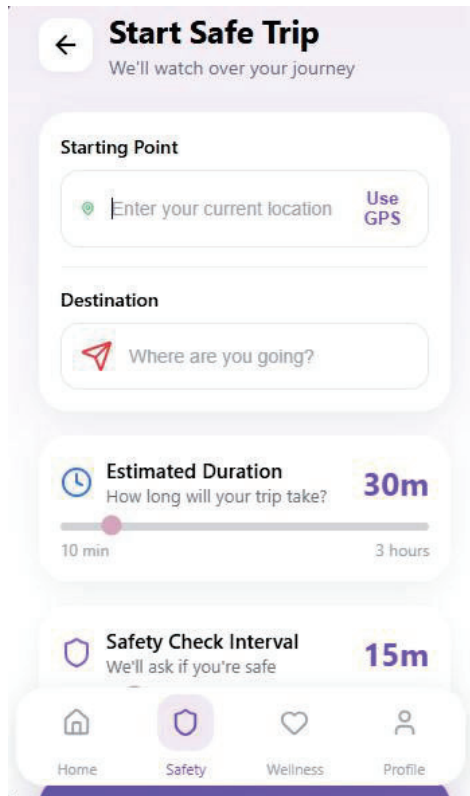 Start Safe Trip
We'll watch over your journey
Starting Point
Enter your current location
Use
GPS
Destination
Where are you going?
Estimated Duration
How long will your trip take?
30m
10 min
3 hours
Safety Check Interval
We'll ask if you're safe
15m
Home
Safety
Wellness
Profile